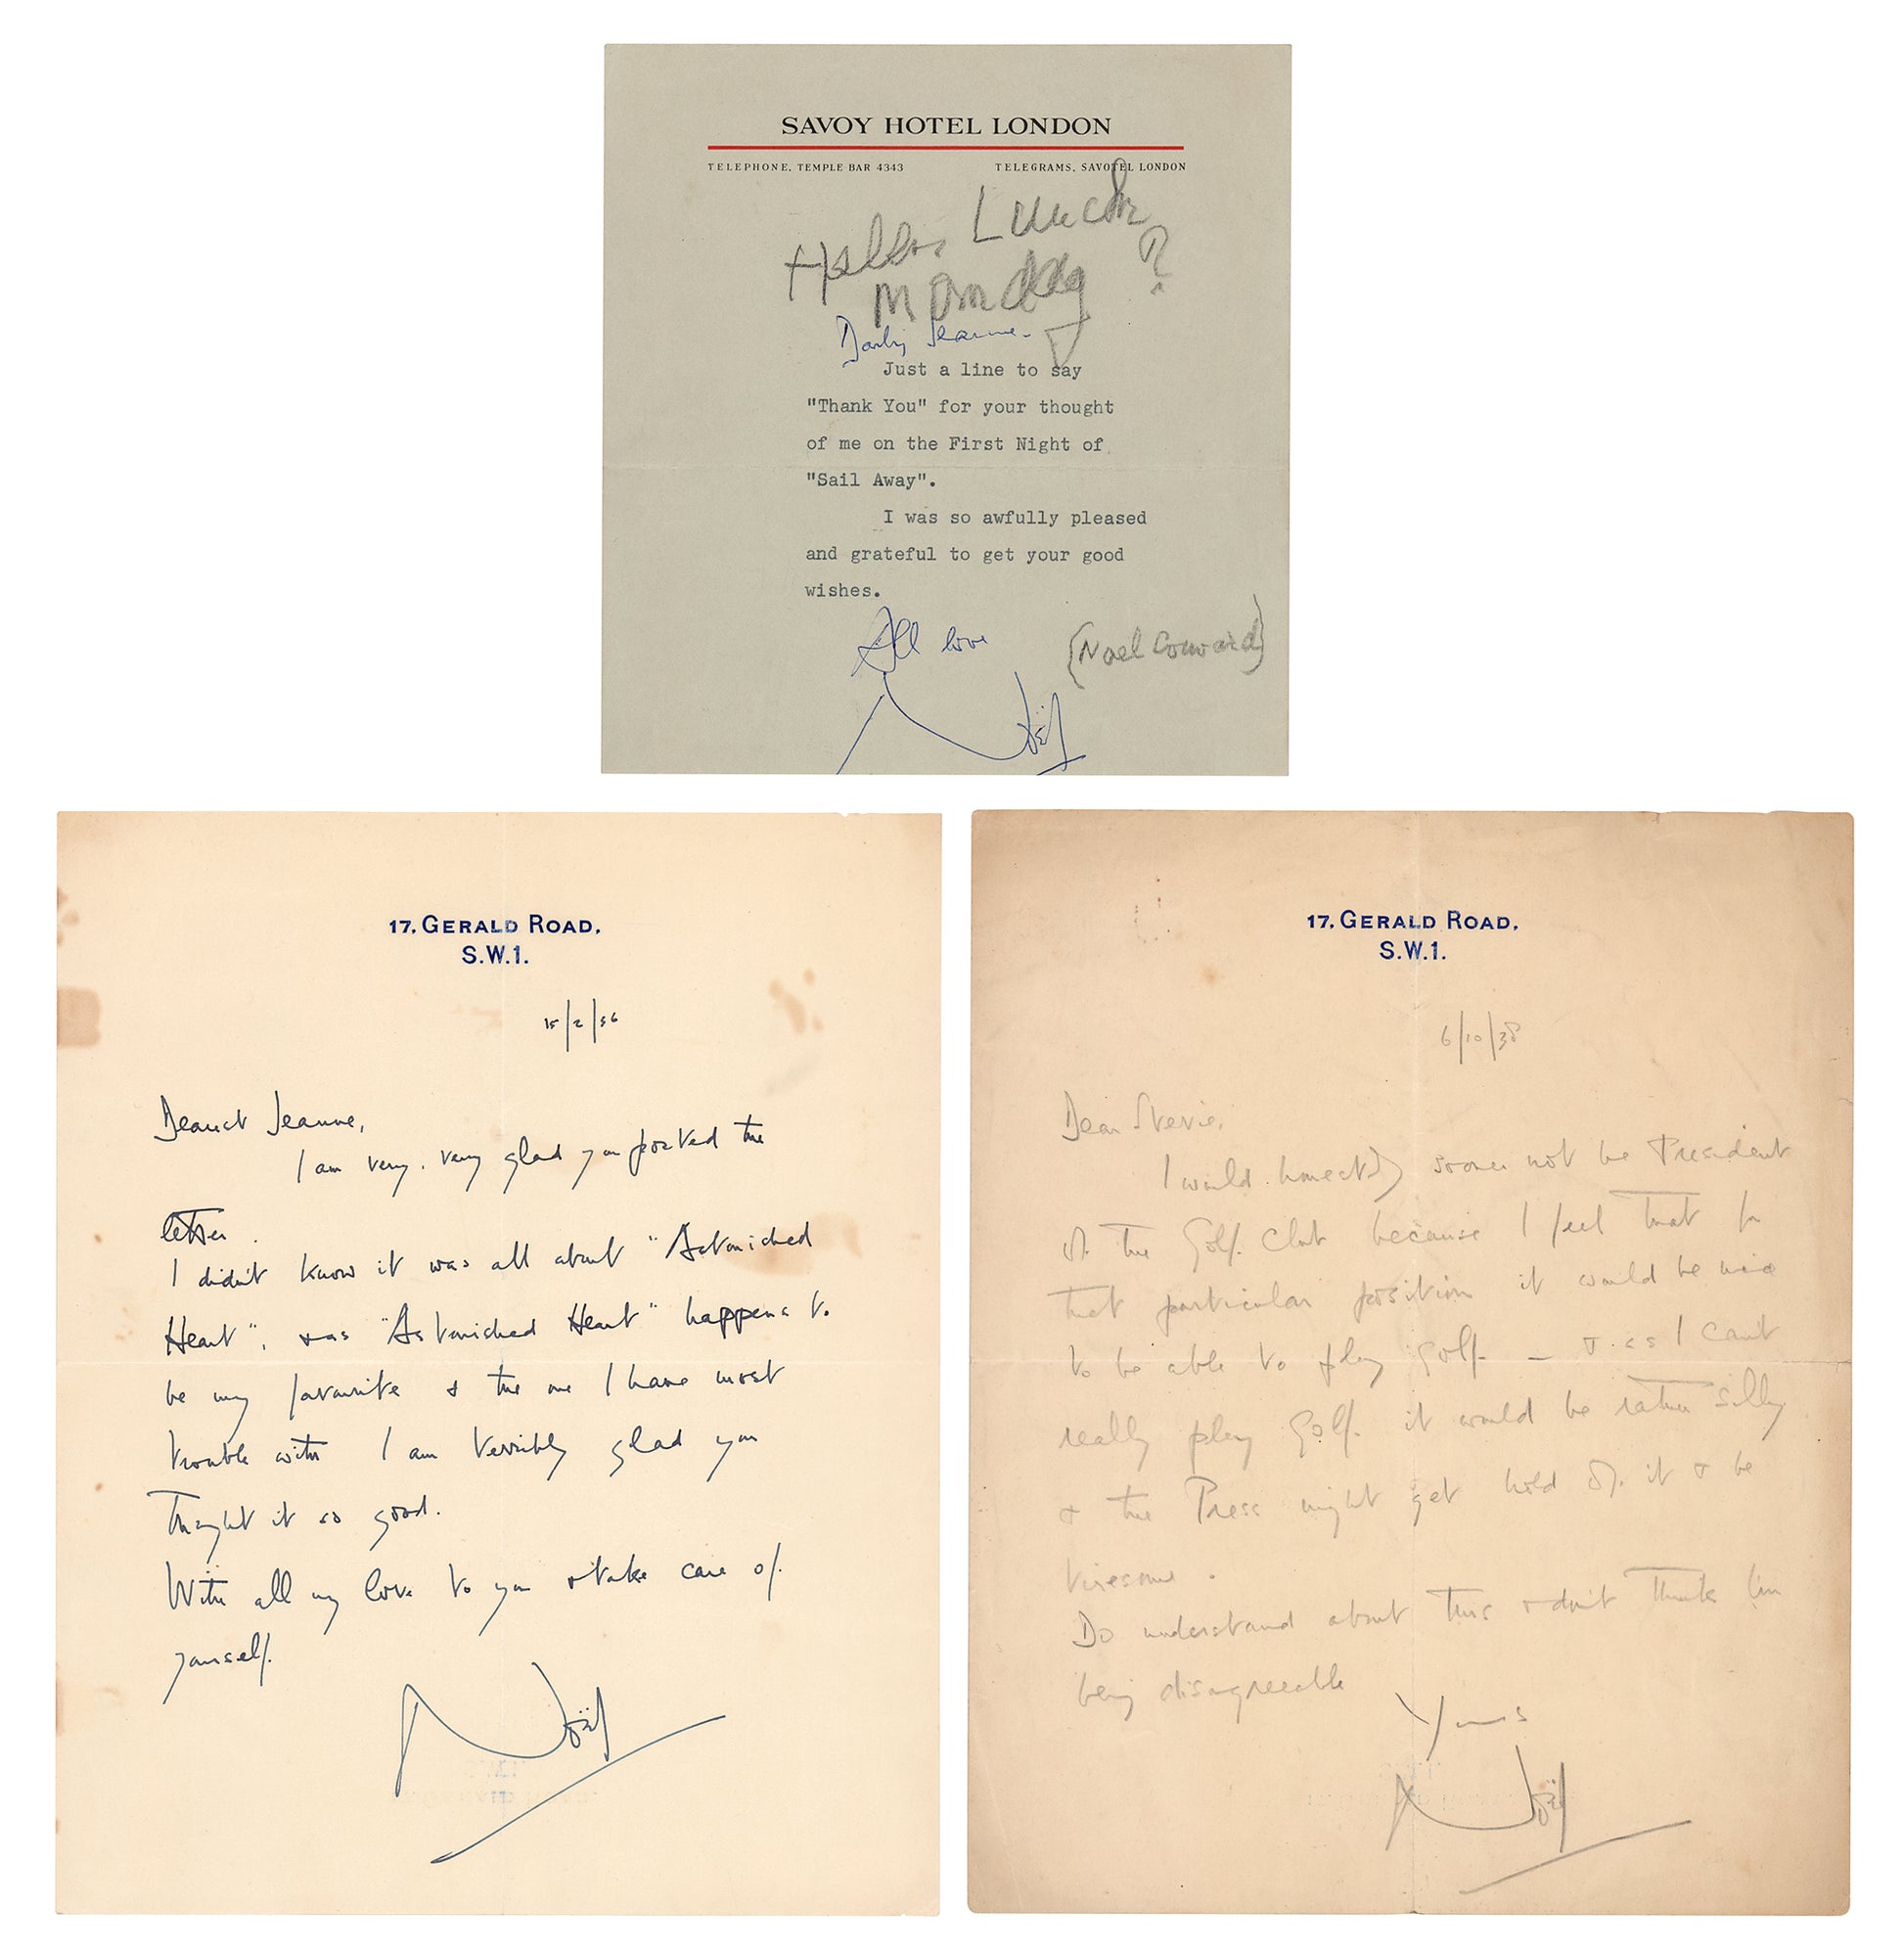 SAVOY HOTEL LONDON
TELEPHONE, TEMPLE BAR 4343 TELEGRAMS, SAVOTEL LONDON
Hallo, Lunch
Monday ?
Darling Jeanne.
Just a line to say
"Thank You" for your thought
of me on the First Night of
"Sail Away".
I was so awfully pleased
and grateful to get your good
wishes.
All love
(Noel Coward)
Noël
17, GERALD ROAD,
S.W.1.
15/2/36
Dearest Jeanne,
I am very, very glad you posted the
letter.
I didn't know it was all about "Astonished
Heart", & as "Astonished Heart" happens to
be my favourite & the one I have most
trouble with I am terribly glad you
thought it so good.
With all my love to you & take care of
yourself.
Noël
17, GERALD ROAD,
S.W.1.
6/10/38
Dear Stevie,
I would honestly sooner not be President
of the Golf Club because I feel that for
that particular position it would be nice
to be able to play Golf — & as I can't
really play Golf it would be rather silly
& the Press might get hold of it & be
tiresome.
Do understand about this & don't think I'm
being disagreeable
Yours
Noël